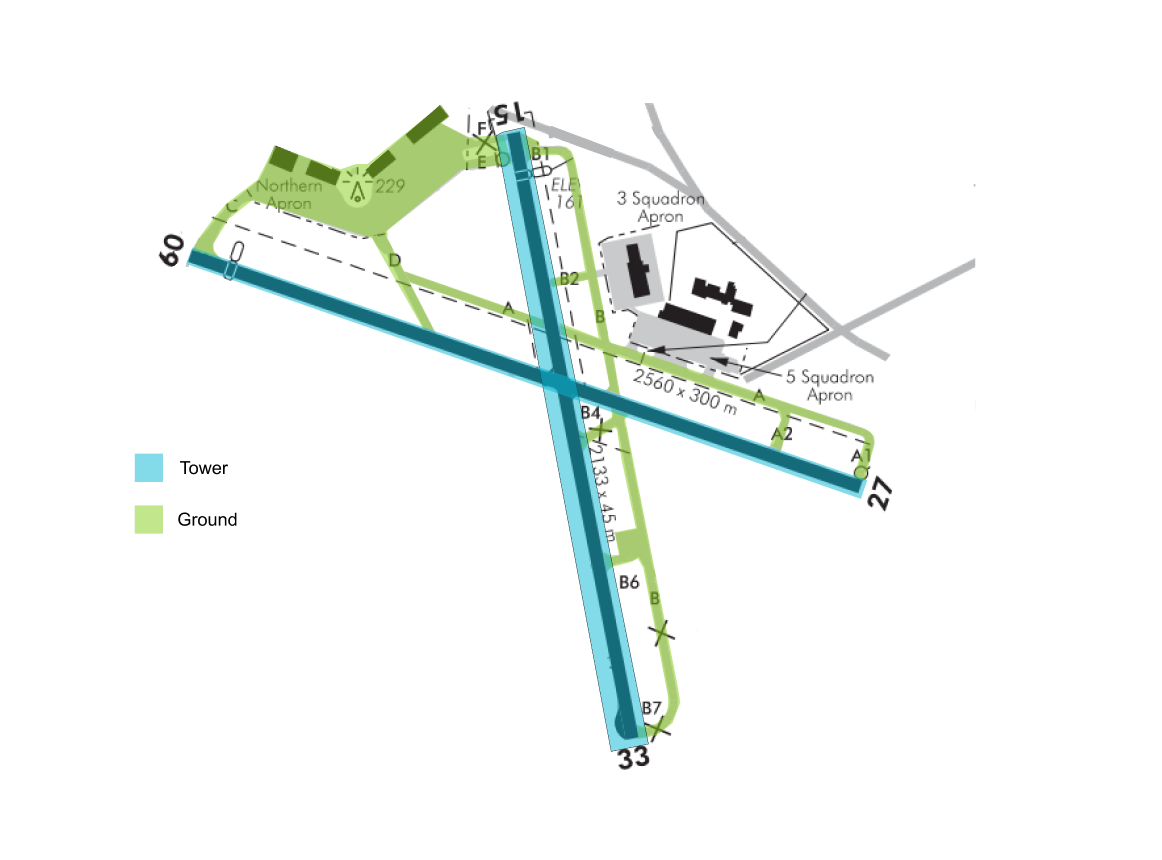 15
F
E
B1
ELE
161
229
Northern
Apron
3 Squadron
Apron
C
09
D
B2
A
B
2560 x 300 m
5 Squadron
Apron
A
B4
A2
A1
2133 x 45 m
27
Tower
Ground
B6
B
B7
33